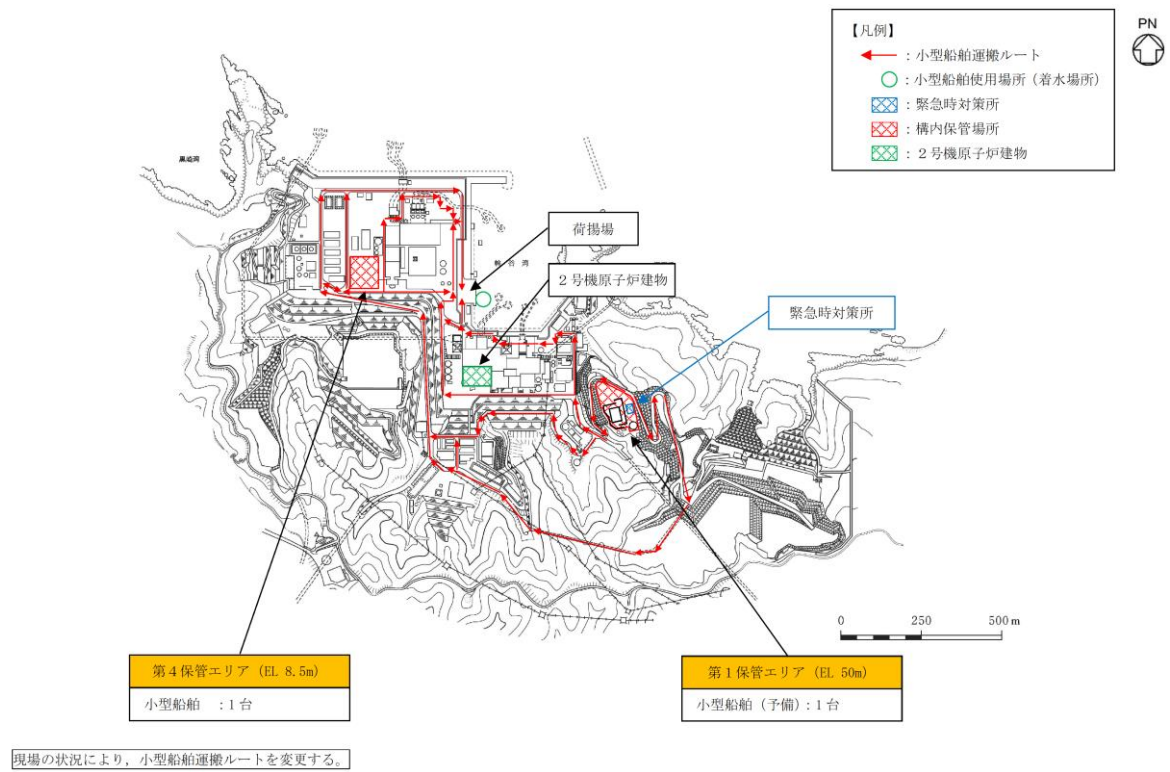 【凡例】
:小型船舶運搬ルート
:小型船舶使用場所(着水場所)
:緊急時対策所
:構内保管場所
:2号機原子炉建物
PN
荷揚場
輪谷湾
2号機原子炉建物
緊急時対策所
0 250 500m
第4保管エリア(EL 8.5m)
小型船舶 :1台
第1保管エリア(EL 50m)
小型船舶(予備):1台
現場の状況により,小型船舶運搬ルートを変更する。